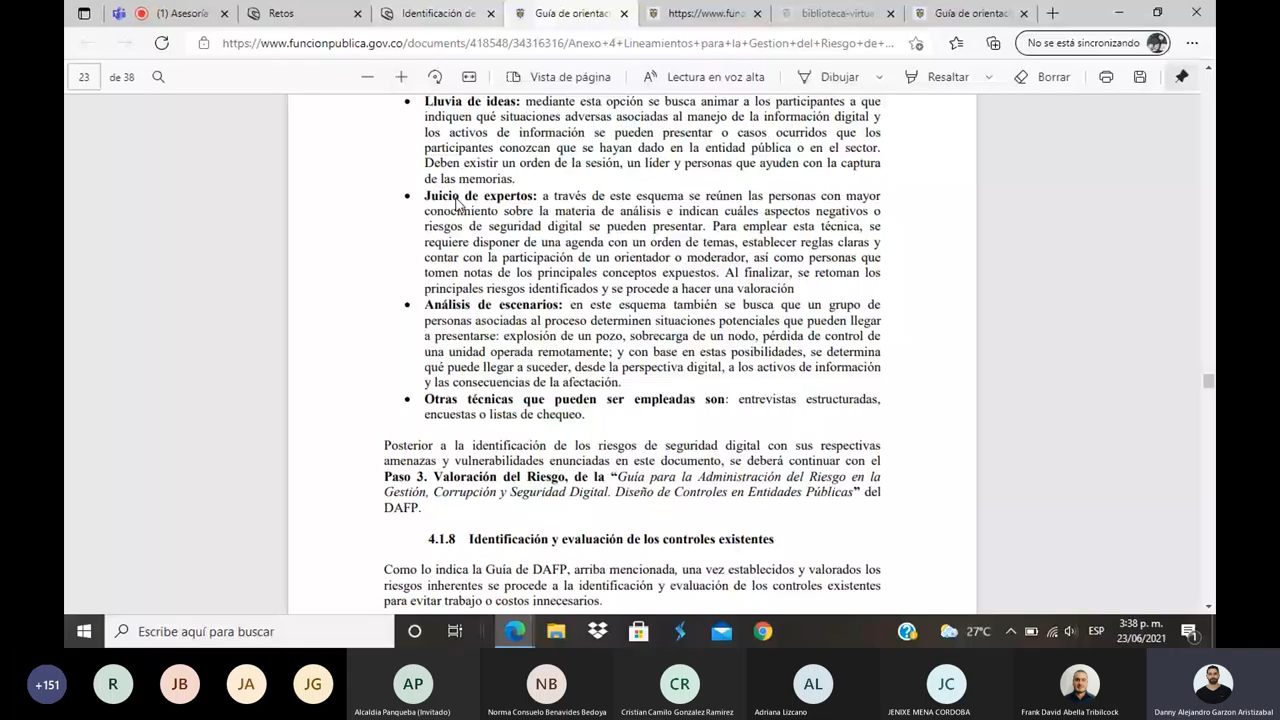 (1) Asesoría
Retos
Identificación de
Guía de orientac
https://www.func
biblioteca-virtua
Guía de orientac
https://www.funcionpublica.gov.co/documents/418548/34316316/Anexo+4+Lineamientos+para+la+Gestion+del+Riesgo+de+...
No se está sincronizando
23 de 38
Vista de página
Lectura en voz alta
Dibujar
Resaltar
Borrar
• Lluvia de ideas: mediante esta opción se busca animar a los participantes a que
indiquen qué situaciones adversas asociadas al manejo de la información digital y
los activos de información se pueden presentar o casos ocurridos que los
participantes conozcan que se hayan dado en la entidad pública o en el sector.
Deben existir un orden de la sesión, un líder y personas que ayuden con la captura
de las memorias.
• Juicio de expertos: a través de este esquema se reúnen las personas con mayor
conocimiento sobre la materia de análisis e indican cuáles aspectos negativos o
riesgos de seguridad digital se pueden presentar. Para emplear esta técnica, se
requiere disponer de una agenda con un orden de temas, establecer reglas claras y
contar con la participación de un orientador o moderador, así como personas que
tomen notas de los principales conceptos expuestos. Al finalizar, se retoman los
principales riesgos identificados y se procede a hacer una valoración
• Análisis de escenarios: en este esquema también se busca que un grupo de
personas asociadas al proceso determinen situaciones potenciales que pueden llegar
a presentarse: explosión de un pozo, sobrecarga de un nodo, pérdida de control de
una unidad operada remotamente; y con base en estas posibilidades, se determina
qué puede llegar a suceder, desde la perspectiva digital, a los activos de información
y las consecuencias de la afectación.
• Otras técnicas que pueden ser empleadas son: entrevistas estructuradas,
encuestas o listas de chequeo.
Posterior a la identificación de los riesgos de seguridad digital con sus respectivas
amenazas y vulnerabilidades enunciadas en este documento, se deberá continuar con el
Paso 3. Valoración del Riesgo, de la “Guía para la Administración del Riesgo en la
Gestión, Corrupción y Seguridad Digital. Diseño de Controles en Entidades Públicas” del
DAFP.
4.1.8 Identificación y evaluación de los controles existentes
Como lo indica la Guía de DAFP, arriba mencionada, una vez establecidos y valorados los
riesgos inherentes se procede a la identificación y evaluación de los controles existentes
para evitar trabajo o costos innecesarios.
Escribe aquí para buscar
27°C
ESP
3:38 p. m.
23/06/2021
1
+151
R
JB
JA
JG
AP
NB
CR
AL
JC
Alcaldia Panqueba (Invitado)
Norma Consuelo Benavides Bedoya
Cristian Camilo Gonzalez Ramirez
Adriana Lizcano
JENIXE MENA CORDOBA
Frank David Abella Tribilcock
Danny Alejandro Garzon Aristizabal